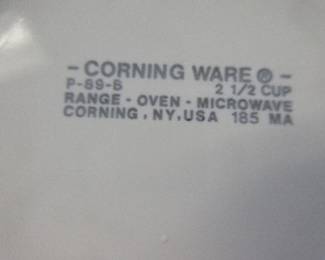 - CORNING WARE ® -
P-89-B 2 1/2 CUP
RANGE - OVEN - MICROWAVE
CORNING, NY. USA 185 MA